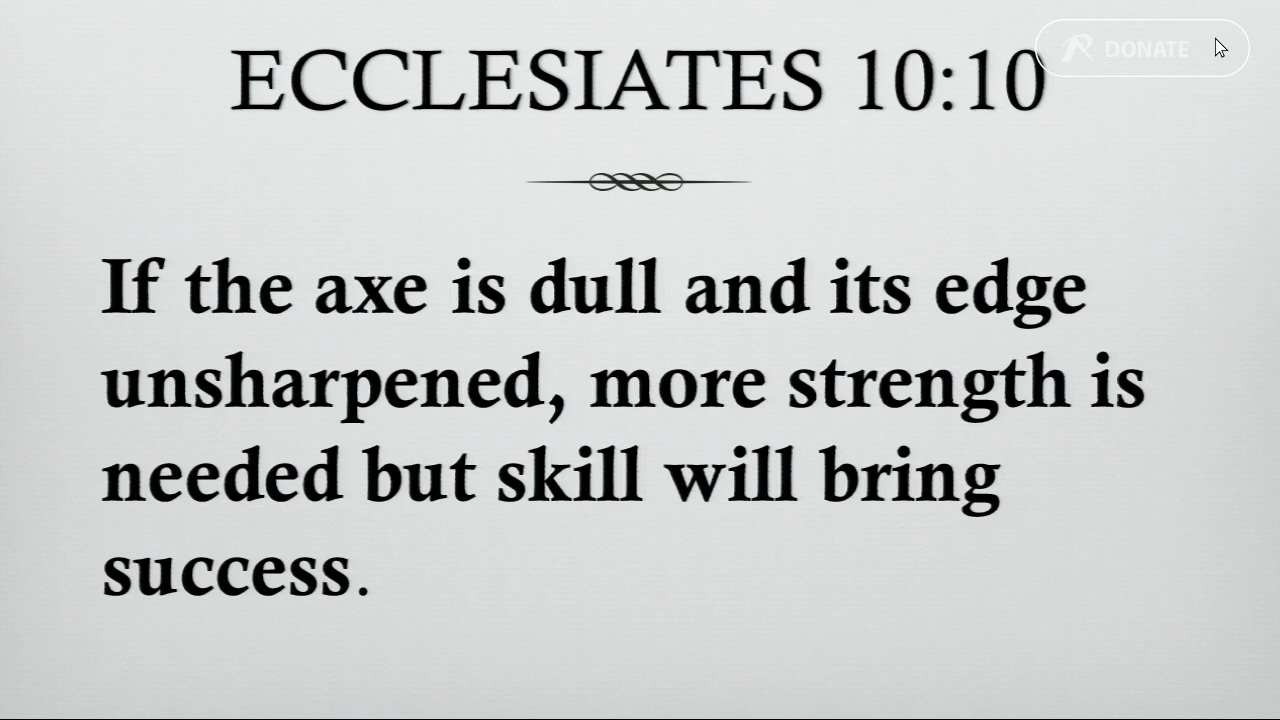 ECCLESIATES 10:10
DONATE
If the axe is dull and its edge
unsharpened, more strength is
needed but skill will bring
success.